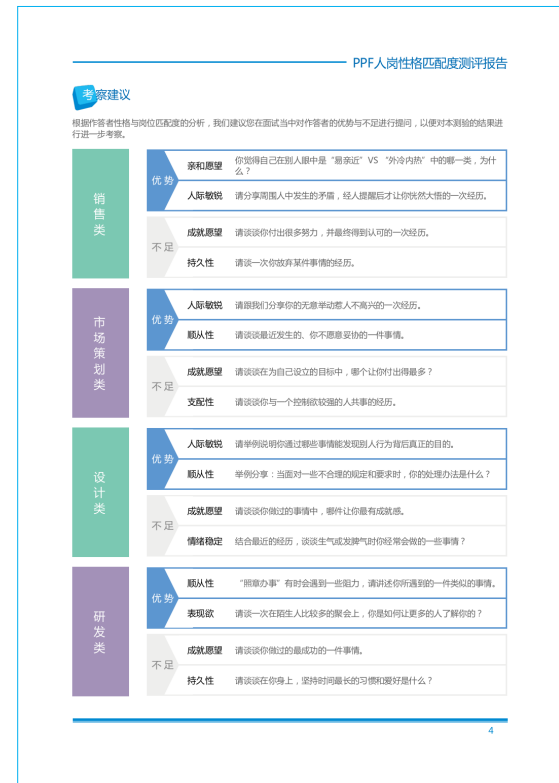 PPF人岗性格匹配度测评报告
考察建议
根据作答者性格与岗位匹配度的分析，我们建议您在面试当中对作答者的优势与不足进行提问，以便对本测验的结果进
行进一步考察。
销售类
优势
亲和愿望 你觉得自己在别人眼中是“易亲近”VS “外冷内热”中的哪一类，为什
么？
人际敏锐 请分享周围人中发生的矛盾，经人提醒后才让你恍然大悟的一次经历。
不足
成就愿望 请谈谈你付出很多努力，并最终得到认可的一次经历。
持久性 请谈一次你放弃某件事情的经历。
市场策划类
优势
人际敏锐 请跟我们分享你的无意举动惹人不高兴的一次经历。
顺从性 请谈谈最近发生的、你不愿意妥协的一件事情。
不足
成就愿望 请谈谈在为自己设立的目标中，哪个让你付出得最多？
支配性 请谈谈你与一个控制欲较强的人共事的经历。
设计类
优势
人际敏锐 请举例说明你通过哪些事情能发现别人行为背后真正的目的。
顺从性 举例分享：当面对一些不合理的规定和要求时，你的处理办法是什么？
不足
成就愿望 请谈谈你做过的事情中，哪件让你最有成就感。
情绪稳定 结合最近的经历，谈谈生气或发脾气时你经常会做的一些事情？
研发类
优势
顺从性 “照章办事”有时会遇到一些阻力，请讲述你所遇到的一件类似的事情。
表现欲 请谈一次在陌生人比较多的聚会上，你是如何让更多的人了解你的？
不足
成就愿望 请谈谈你做过的最成功的一件事情。
持久性 请谈谈在你身上，坚持时间最长的习惯和爱好是什么？
4